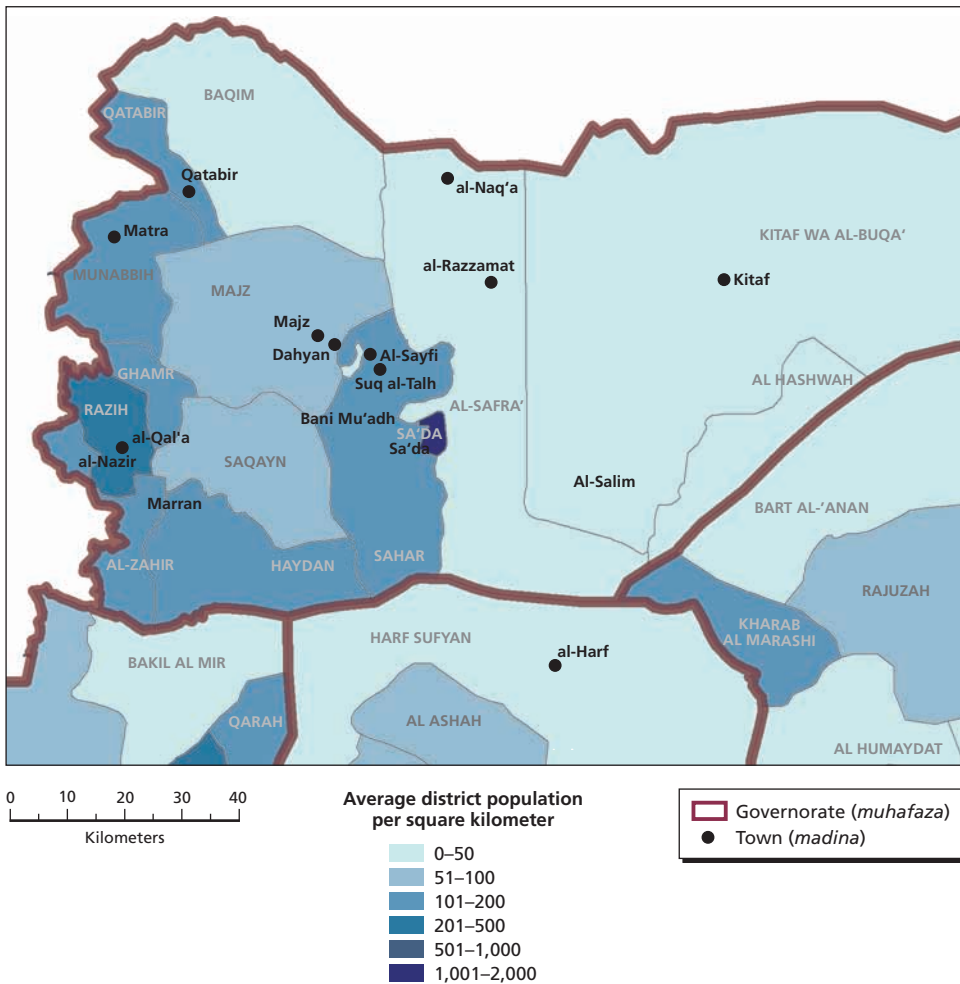 BAQIM
QATABIR
Qatabir
al-Naq‘a
Matra
KITAF WA AL-BUQA‘
MUNABBIH
al-Razzamat
Kitaf
MAJZ
Majz
Dahyan
Al-Sayfi
Suq al-Talh
GHAMR
AL HASHWAH
RAZIH
AL-SAFRA’
Bani Mu‘adh
SA‘DA
Sa‘da
al-Qal'a
al-Nazir
SAQAYN
Al-Salim
Marran
BART AL-’ANAN
AL-ZAHIR
HAYDAN
SAHAR
RAJUZAH
KHARAB
AL MARASHI
HARF SUFYAN
al-Harf
BAKIL AL MIR
QARAH
AL ASHAH
AL HUMAYDAT
0 10 20 30 40
Kilometers
Average district population
per square kilometer
0–50
51–100
101–200
201–500
501–1,000
1,001–2,000
Governorate (muhafaza)
Town (madina)